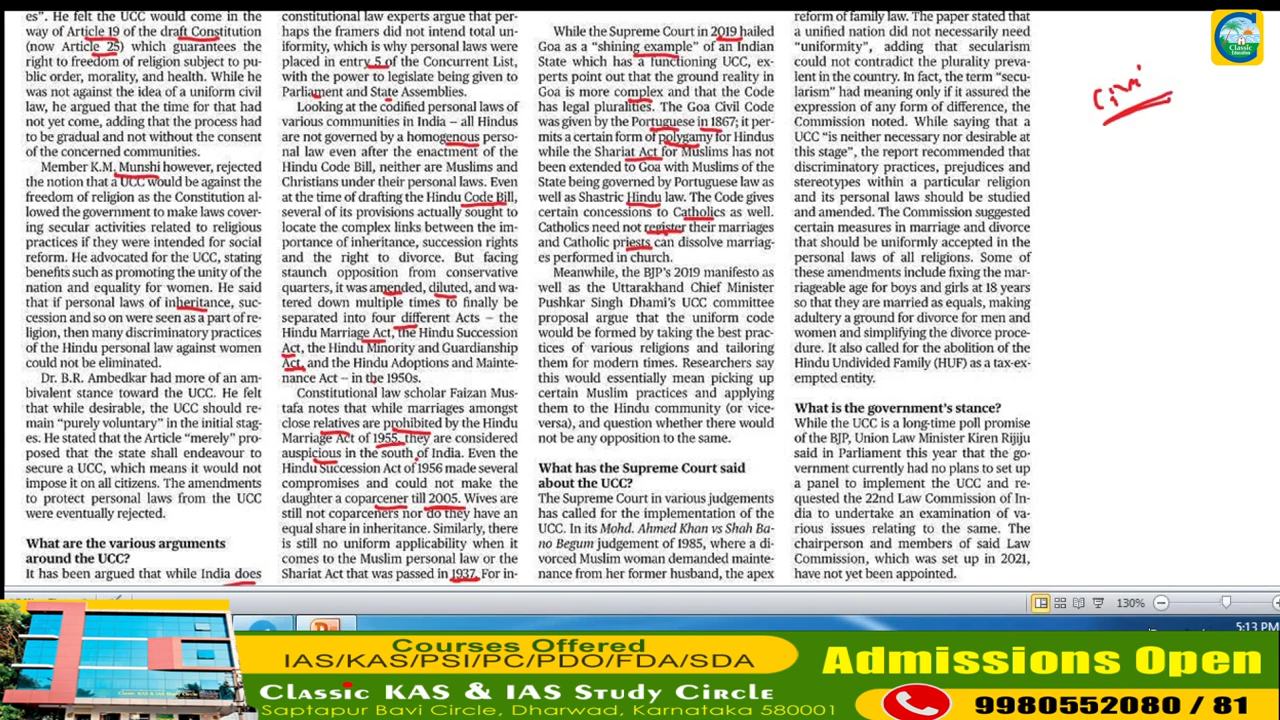 es". He felt the UCC would come in the
way of Article 19 of the draft Constitution
(now Article 25) which guarantees the
right to freedom of religion subject to pu-
blic order, morality, and health. While he
was not against the idea of a uniform civil
law, he argued that the time for that had
not yet come, adding that the process had
to be gradual and not without the consent
of the concerned communities.
Member K.M. Munshi however, rejected
the notion that a UCC would be against the
freedom of religion as the Constitution al-
lowed the government to make laws cover-
ing secular activities related to religious
practices if they were intended for social
reform. He advocated for the UCC, stating
benefits such as promoting the unity of the
nation and equality for women. He said
that if personal laws of inheritance, suc-
cession and so on were seen as a part of re-
ligion, then many discriminatory practices
of the Hindu personal law against women
could not be eliminated.
Dr. B.R. Ambedkar had more of an am-
bivalent stance toward the UCC. He felt
that while desirable, the UCC should re-
main "purely voluntary" in the initial stag-
es. He stated that the Article "merely" pro-
posed that the state shall endeavour to
secure a UCC, which means it would not
impose it on all citizens. The amendments
to protect personal laws from the UCC
were eventually rejected.
What are the various arguments
around the UCC?
It has been argued that while India does
constitutional law experts argue that per-
haps the framers did not intend total un-
iformity, which is why personal laws were
placed in entry 5 of the Concurrent List,
with the power to legislate being given to
Parliament and State Assemblies.
Looking at the codified personal laws of
various communities in India – all Hindus
are not governed by a homogenous perso-
nal law even after the enactment of the
Hindu Code Bill, neither are Muslims and
Christians under their personal laws. Even
at the time of drafting the Hindu Code Bill,
several of its provisions actually sought to
locate the complex links between the im-
portance of inheritance, succession rights
and the right to divorce. But facing
staunch opposition from conservative
quarters, it was amended, diluted, and wa-
tered down multiple times to finally be
separated into four different Acts – the
Hindu Marriage Act, the Hindu Succession
Act, the Hindu Minority and Guardianship
Act, and the Hindu Adoptions and Mainte-
nance Act – in the 1950s.
Constitutional law scholar Faizan Mus-
tafa notes that while marriages amongst
close relatives are prohibited by the Hindu
Marriage Act of 1955, they are considered
auspicious in the south of India. Even the
Hindu Succession Act of 1956 made several
compromises and could not make the
daughter a coparcener till 2005. Wives are
still not coparceners nor do they have an
equal share in inheritance. Similarly, there
is still no uniform applicability when it
comes to the Muslim personal law or the
Shariat Act that was passed in 1937. For in-
While the Supreme Court in 2019 hailed
Goa as a "shining example" of an Indian
State which has a functioning UCC, ex-
perts point out that the ground reality in
Goa is more complex and that the Code
has legal pluralities. The Goa Civil Code
was given by the Portuguese in 1867; it per-
mits a certain form of polygamy for Hindus
while the Shariat Act for Muslims has not
been extended to Goa with Muslims of the
State being governed by Portuguese law as
well as Shastric Hindu law. The Code gives
certain concessions to Catholics as well.
Catholics need not register their marriages
and Catholic priests can dissolve marriag-
es performed in church.
Meanwhile, the BJP's 2019 manifesto as
well as the Uttarakhand Chief Minister
Pushkar Singh Dhami's UCC committee
proposal argue that the uniform code
would be formed by taking the best prac-
tices of various religions and tailoring
them for modern times. Researchers say
this would essentially mean picking up
certain Muslim practices and applying
them to the Hindu community (or vice-
versa), and question whether there would
not be any opposition to the same.
What has the Supreme Court said
about the UCC?
The Supreme Court in various judgements
has called for the implementation of the
UCC. In its Mohd. Ahmed Khan vs Shah Ba-
no Begum judgement of 1985, where a di-
vorced Muslim woman demanded mainte-
nance from her former husband, the apex
reform of family law. The paper stated that
a unified nation did not necessarily need
"uniformity", adding that secularism
could not contradict the plurality preva-
lent in the country. In fact, the term "secu-
larism" had meaning only if it assured the
expression of any form of difference, the
Commission noted. While saying that a
UCC "is neither necessary nor desirable at
this stage", the report recommended that
discriminatory practices, prejudices and
stereotypes within a particular religion
and its personal laws should be studied
and amended. The Commission suggested
certain measures in marriage and divorce
that should be uniformly accepted in the
personal laws of all religions. Some of
these amendments include fixing the mar-
riageable age for boys and girls at 18 years
so that they are married as equals, making
adultery a ground for divorce for men and
women and simplifying the divorce proce-
dure. It also called for the abolition of the
Hindu Undivided Family (HUF) as a tax-ex-
empted entity.
What is the government's stance?
While the UCC is a long-time poll promise
of the BJP, Union Law Minister Kiren Rijiju
said in Parliament this year that the go-
vernment currently had no plans to set up
a panel to implement the UCC and re-
quested the 22nd Law Commission of In-
dia to undertake an examination of va-
rious issues relating to the same. The
chairperson and members of said Law
Commission, which was set up in 2021,
have not yet been appointed.
Civi
Classic
130%
5:13 PM
Courses Offered
IAS/KAS/PSI/PC/PDO/FDA/SDA
Classic KAS & IAS Study Circle
Saptapur Bavi Circle, Dharwad, Karnataka 580001
Admissions Open
9980552080 / 81